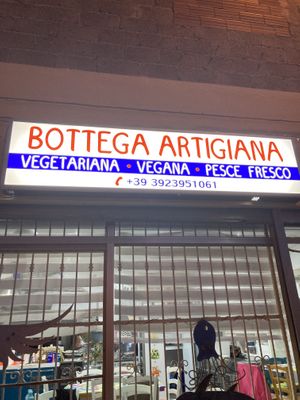 BOTTEGA ARTIGIANA
VEGETARIANA • VEGANA • PESCE FRESCO
+39 3923951061